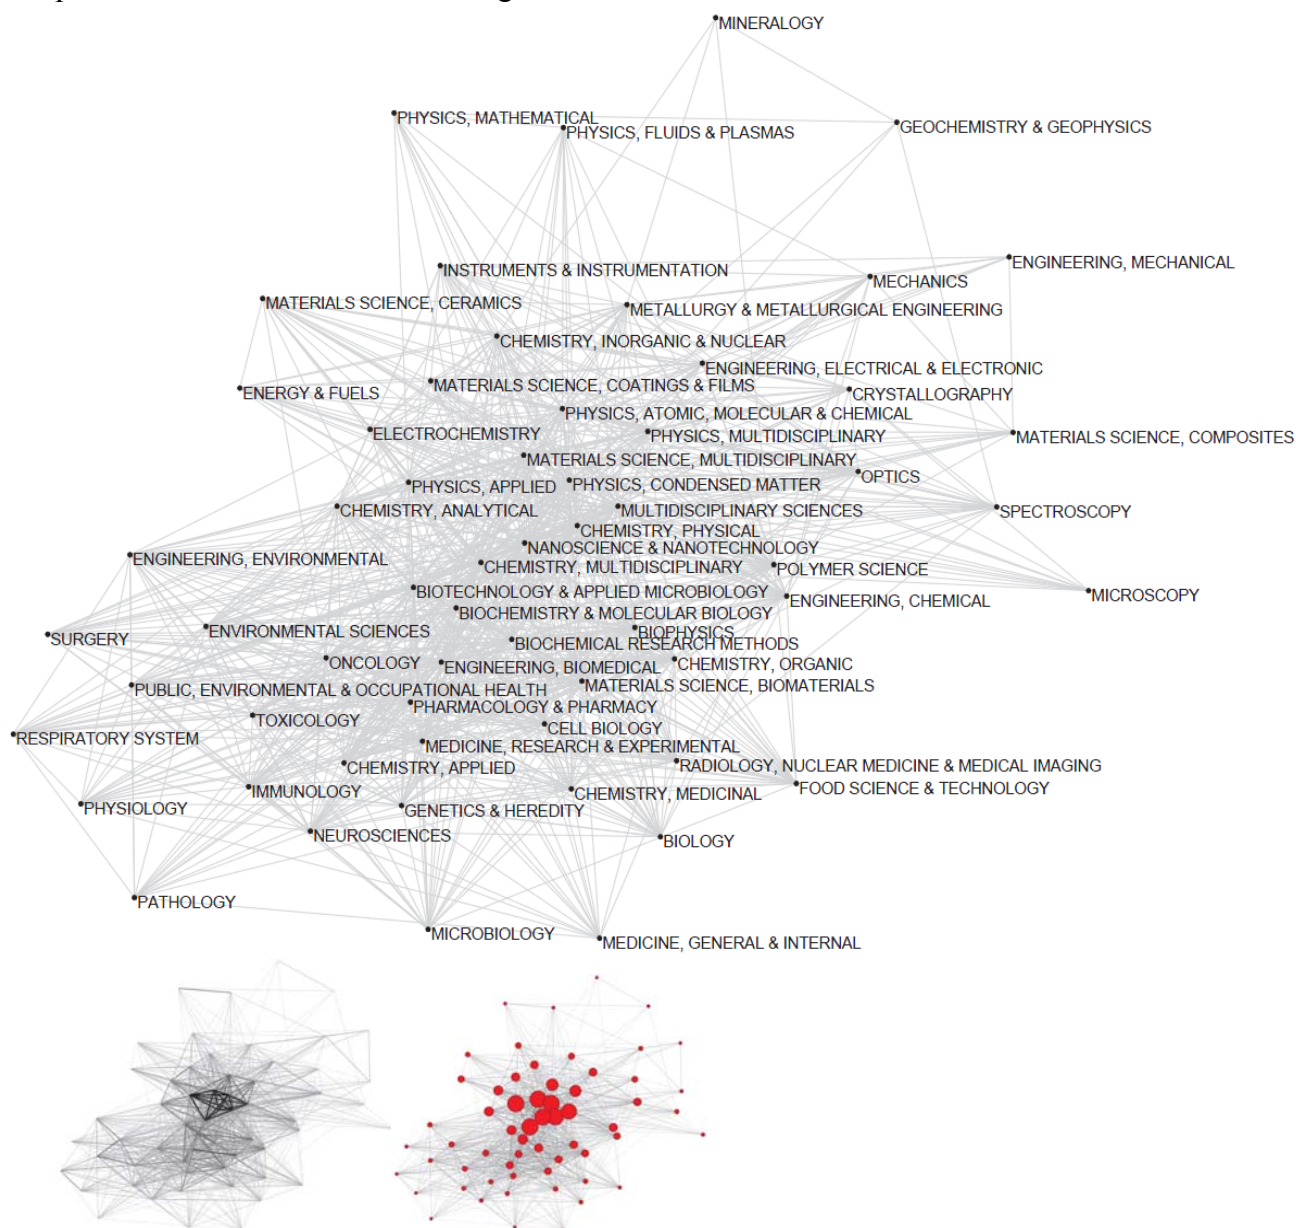 MINERALOGY
PHYSICS, MATHEMATICAL
PHYSICS, FLUIDS & PLASMAS
GEOCHEMISTRY & GEOPHYSICS
ENGINEERING, MECHANICAL
INSTRUMENTS & INSTRUMENTATION
MECHANICS
MATERIALS SCIENCE, CERAMICS
METALLURGY & METALLURGICAL ENGINEERING
CHEMISTRY, INORGANIC & NUCLEAR
ENGINEERING, ELECTRICAL & ELECTRONIC
MATERIALS SCIENCE, COATINGS & FILMS
ENERGY & FUELS
CRYSTALLOGRAPHY
PHYSICS, ATOMIC, MOLECULAR & CHEMICAL
ELECTROCHEMISTRY
PHYSICS, MULTIDISCIPLINARY
MATERIALS SCIENCE, COMPOSITES
MATERIALS SCIENCE, MULTIDISCIPLINARY
OPTICS
PHYSICS, APPLIED
PHYSICS, CONDENSED MATTER
CHEMISTRY, ANALYTICAL
MULTIDISCIPLINARY SCIENCES
SPECTROSCOPY
CHEMISTRY, PHYSICAL
NANOSCIENCE & NANOTECHNOLOGY
ENGINEERING, ENVIRONMENTAL
CHEMISTRY, MULTIDISCIPLINARY
POLYMER SCIENCE
BIOTECHNOLOGY & APPLIED MICROBIOLOGY
MICROSCOPY
ENGINEERING, CHEMICAL
BIOCHEMISTRY & MOLECULAR BIOLOGY
ENVIRONMENTAL SCIENCES
BIOPHYSICS
SURGERY
BIOCHEMICAL RESEARCH METHODS
ONCOLOGY
ENGINEERING, BIOMEDICAL
CHEMISTRY, ORGANIC
PUBLIC, ENVIRONMENTAL & OCCUPATIONAL HEALTH
MATERIALS SCIENCE, BIOMATERIALS
PHARMACOLOGY & PHARMACY
TOXICOLOGY
CELL BIOLOGY
RESPIRATORY SYSTEM
MEDICINE, RESEARCH & EXPERIMENTAL
CHEMISTRY, APPLIED
RADIOLOGY, NUCLEAR MEDICINE & MEDICAL IMAGING
IMMUNOLOGY
CHEMISTRY, MEDICINAL
FOOD SCIENCE & TECHNOLOGY
PHYSIOLOGY
GENETICS & HEREDITY
NEUROSCIENCES
BIOLOGY
PATHOLOGY
MICROBIOLOGY
MEDICINE, GENERAL & INTERNAL